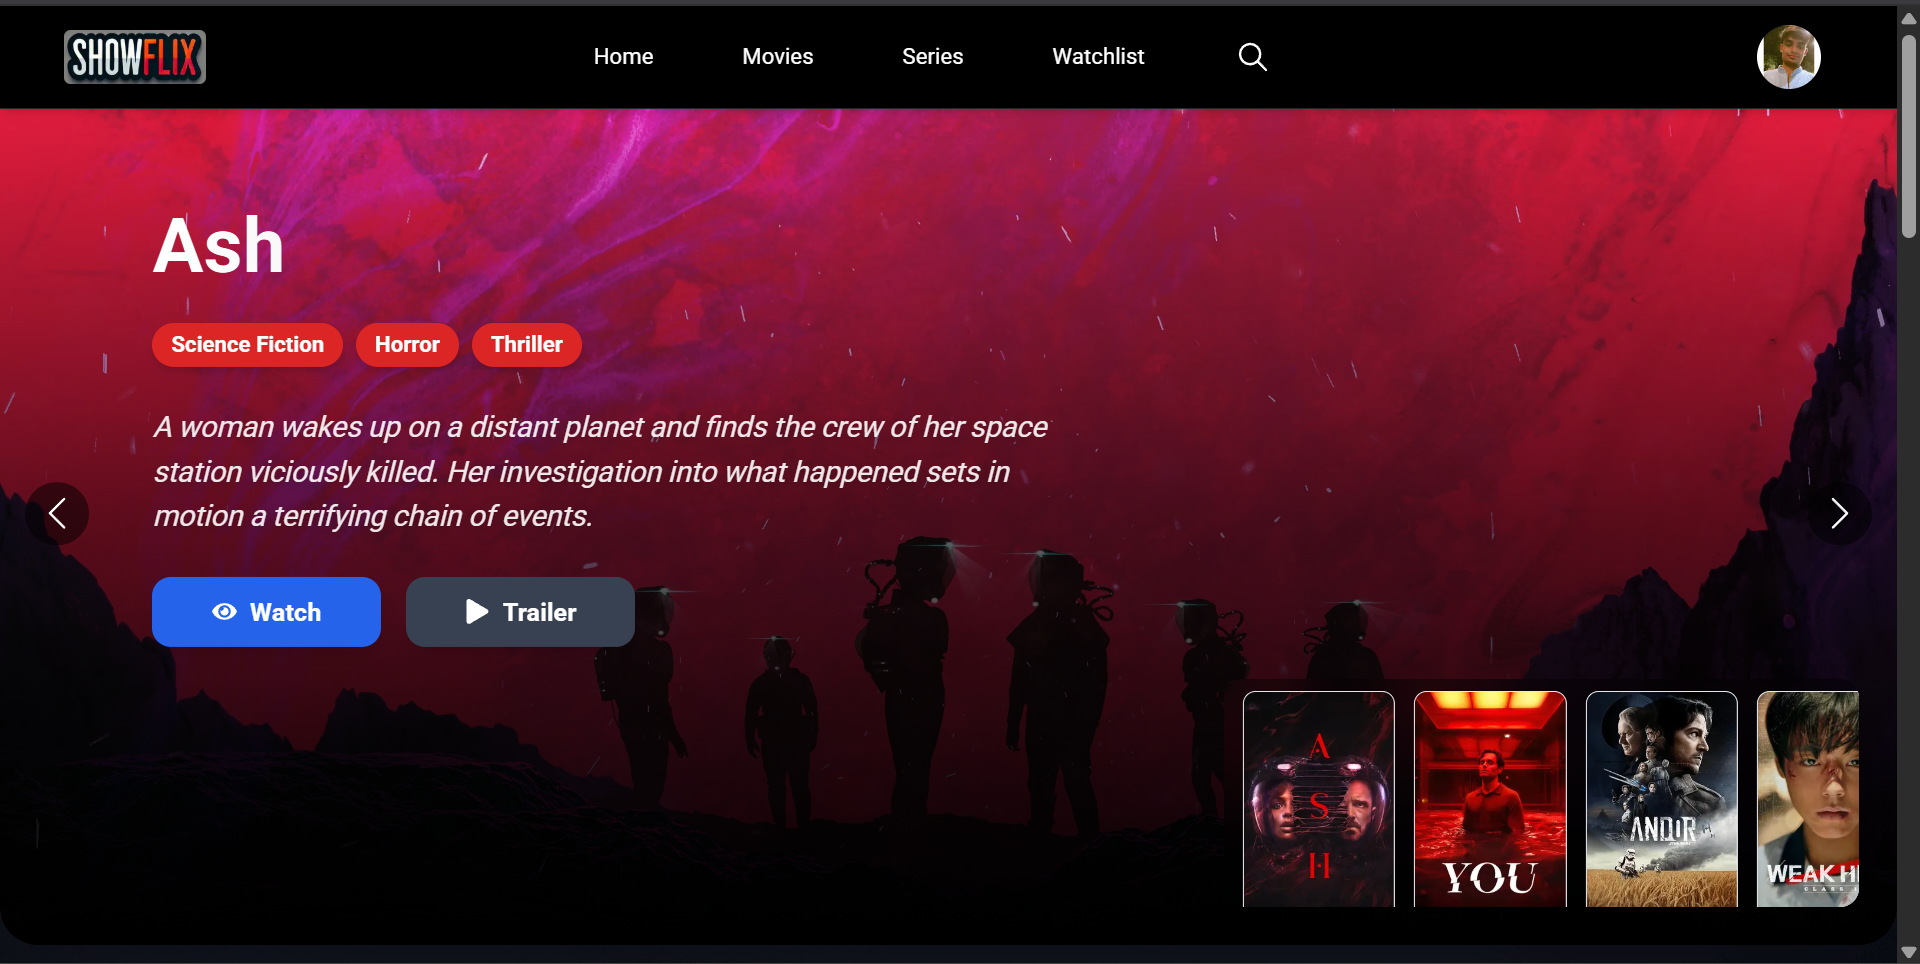 SHOWFLIX
Home
Movies
Series
Watchlist
Ash
Science Fiction
Horror
Thriller
A woman wakes up on a distant planet and finds the crew of her space
station viciously killed. Her investigation into what happened sets in
motion a terrifying chain of events.
Watch
Trailer
A
S
H
YOU
ANDOR
WEAK H
CLASS